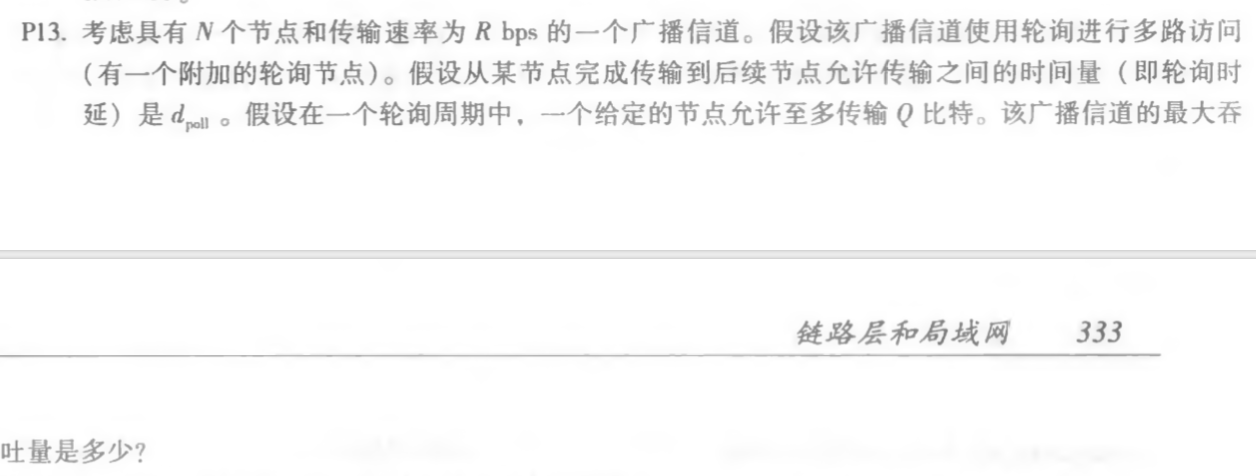 P13. 考虑具有 N 个节点和传输速率为 R bps 的一个广播信道。假设该广播信道使用轮询进行多路访问
（有一个附加的轮询节点）。假设从某节点完成传输到后续节点允许传输之间的时间量（即轮询时
延）是 d_poll 。假设在一个轮询周期中，一个给定的节点允许至多传输 Q 比特。该广播信道的最大吞
链路层和局域网 333
吐量是多少?